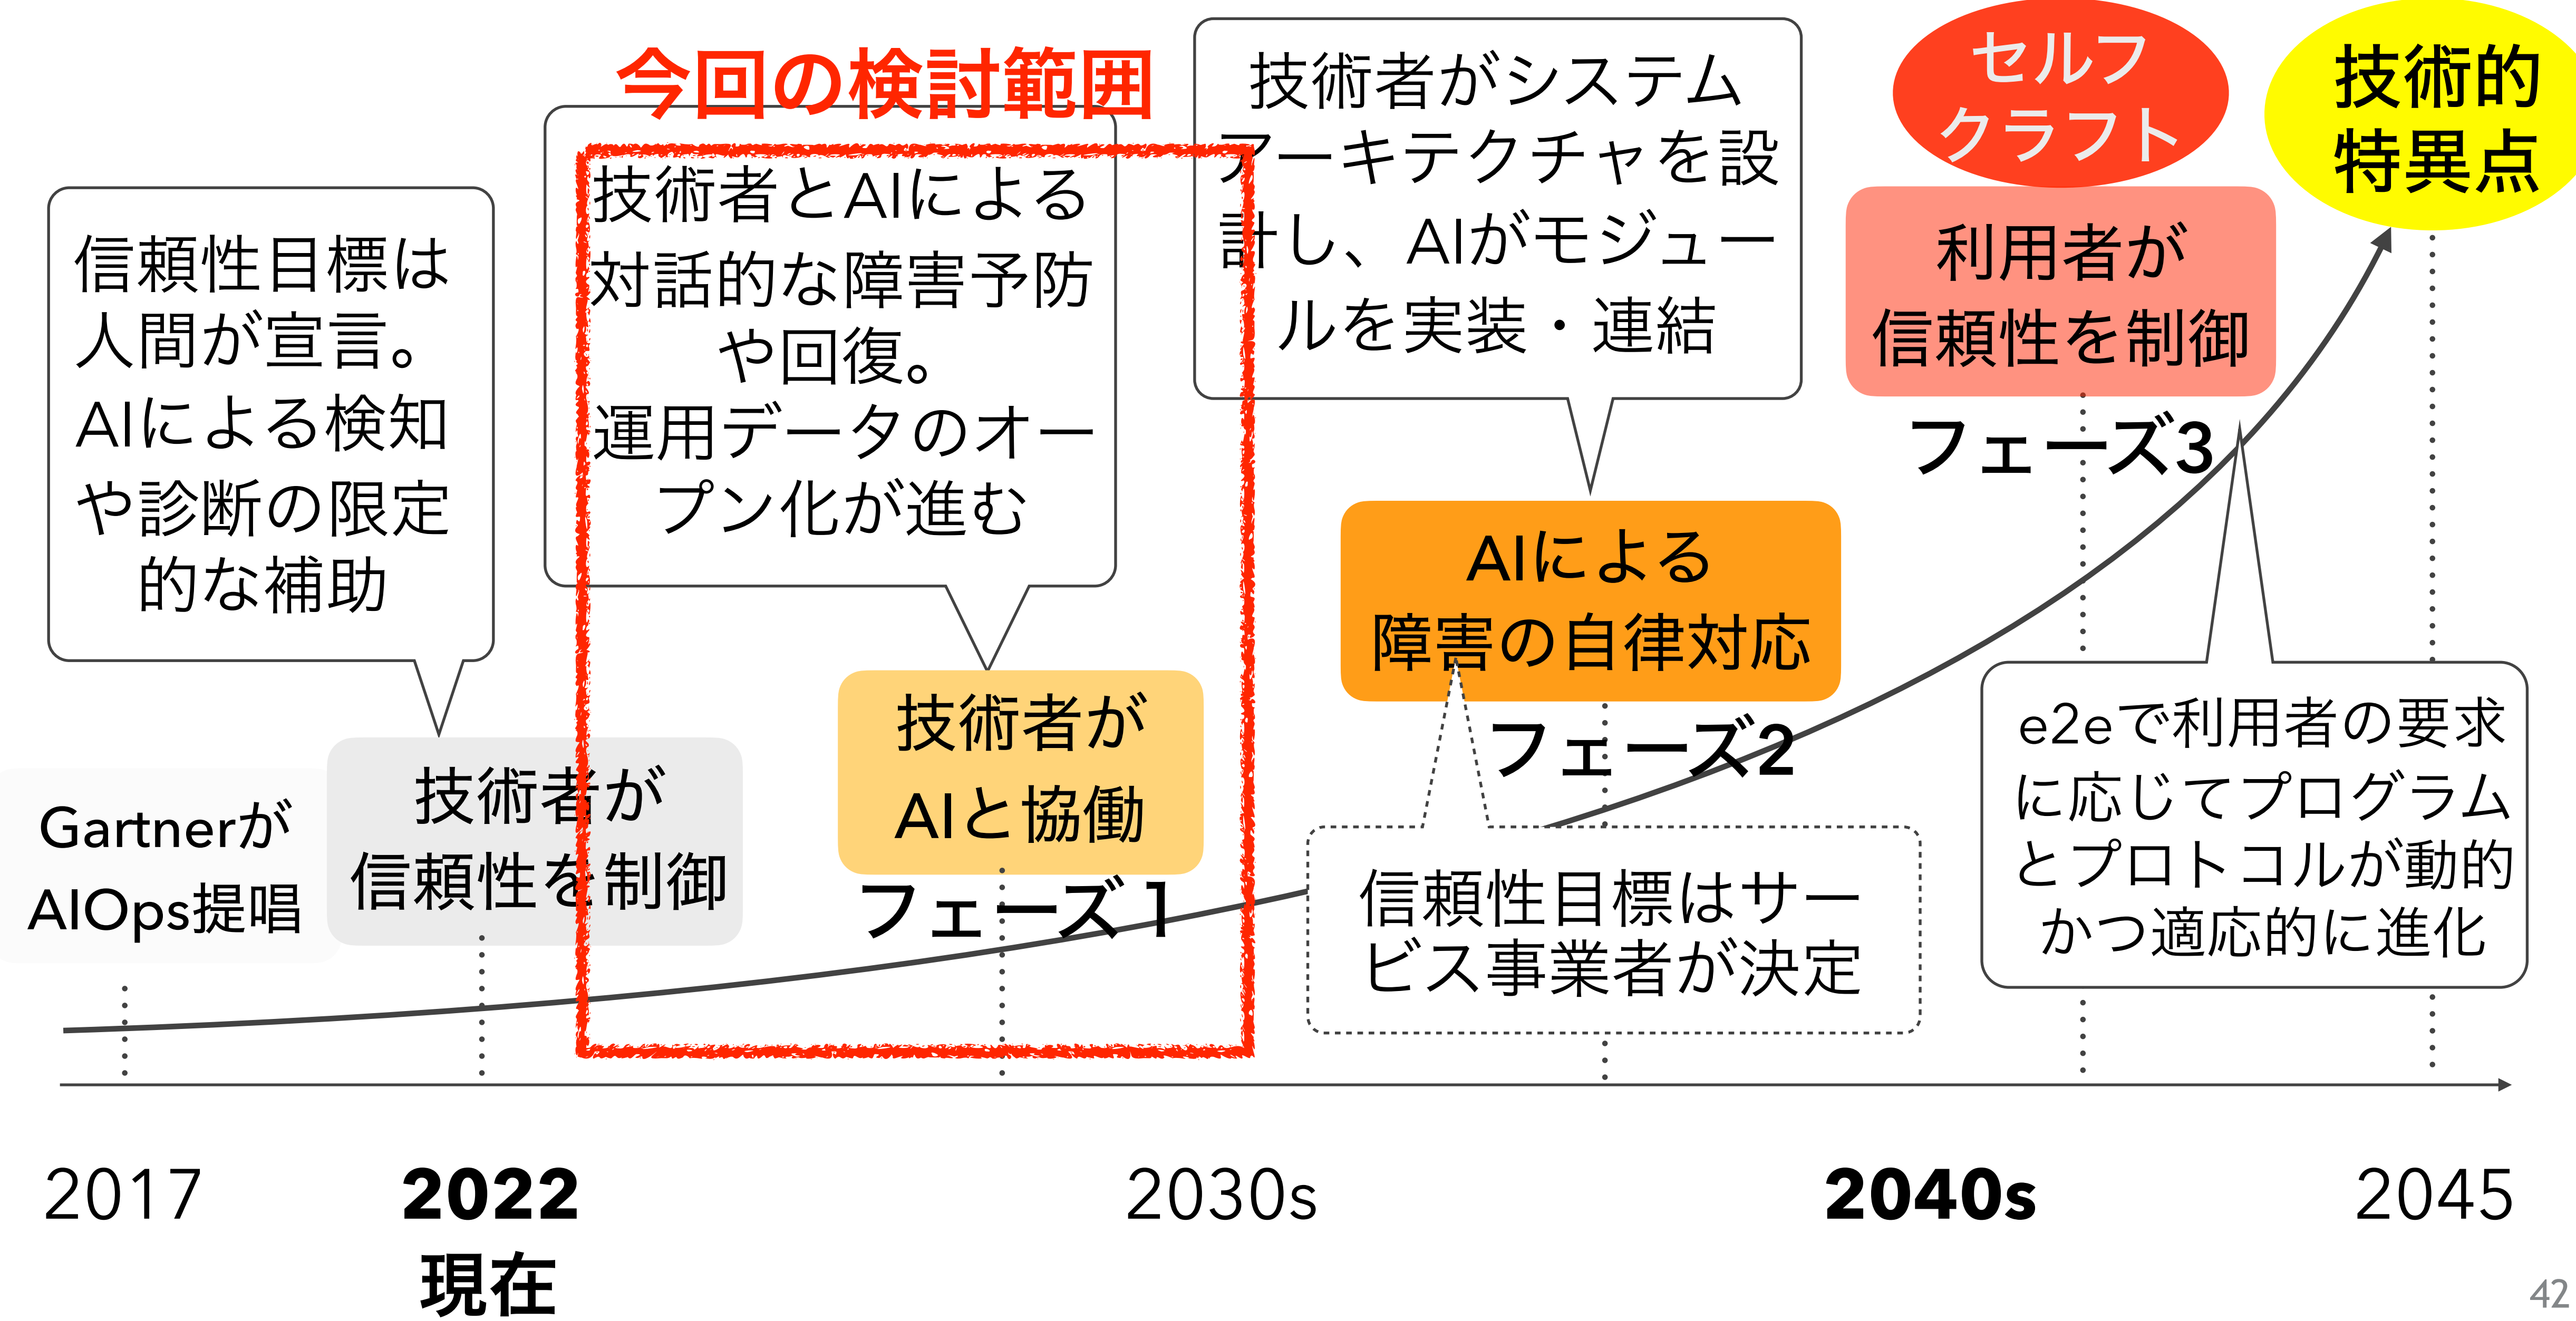 今回の検討範囲
信頼性目標は
人間が宣言。
AIによる検知
や診断の限定
的な補助
技術者とAIによる
対話的な障害予防
や回復。
運用データのオー
プン化が進む
技術者がシステム
アーキテクチャを設
計し、AIがモジュー
ルを実装・連結
セルフ
クラフト
技術的
特異点
利用者が
信頼性を制御
フェーズ3
AIによる
障害の自律対応
フェーズ2
技術者が
AIと協働
フェーズ1
技術者が
信頼性を制御
Gartnerが
AIOps提唱
信頼性目標はサー
ビス事業者が決定
e2eで利用者の要求
に応じてプログラム
とプロトコルが動的
かつ適応的に進化
2017
2022
現在
2030s
2040s
2045
42